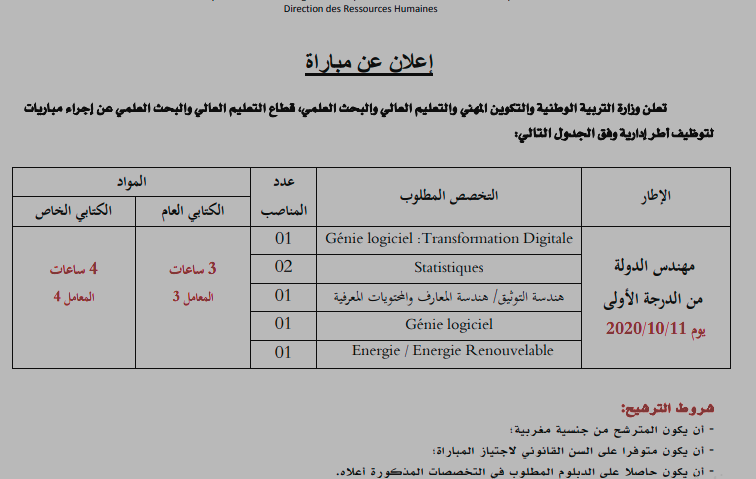 Direction des Ressources Humaines
إعلان عن مباراة
تعلن وزارة التربية الوطنية والتكوين المهني والتعليم العالي والبحث العلمي، قطاع التعليم العالي والبحث العلمي عن إجراء مباريات
لتوظيف أطر إدارية وفق الجدول التالي:
الإطار التخصص المطلوب عدد المناصب المواد
الكتابي العام الكتابي الخاص
مهندس الدولة
من الدرجة الأولى
يوم 2020/10/11
Génie logiciel :Transformation Digitale 01
Statistiques 02
هندسة التوثيق/ هندسة المعارف والمحتويات المعرفية 01
Génie logiciel 01
Energie / Energie Renouvelable 01
3 ساعات
المعامل 3
4 ساعات
المعامل 4
شروط الترشيح:
- أن يكون المترشح من جنسية مغربية؛
- أن يكون متوفرا على السن القانوني لاجتياز المباراة؛
- أن يكون حاصلا على الدبلوم المطلوب في التخصصات المذكورة أعلاه.